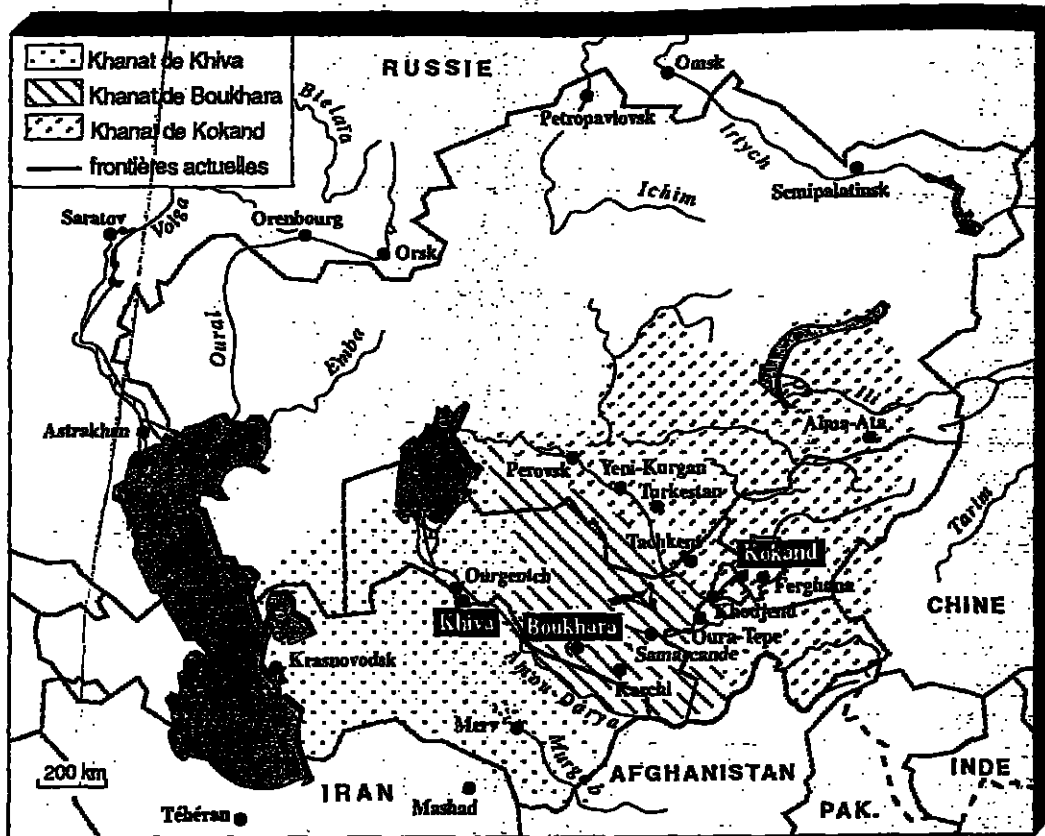 Khanat de Khiva
Khanat de Boukhara
Khanat de Kokand
frontières actuelles
RUSSIE
Omsk
Petropavlovsk
Bielaïa
Irtych
Semipalatinsk
Ichim
Saratov
Volga
Orenbourg
Orsk
Oural
Emba
Astrakhan
Ili
Alma-Ata
Perovsk
Yeni-Kurgan
Turkestan
Tarim
Tachkent
Kokand
Ferghana
Ourgentch
Khodjend
CHINE
Khiva
Boukhara
Oura-Tepe
Samarcande
Krasnovodsk
Karchi
Amou-Darya
Merv
Murgab
200 km
IRAN
AFGHANISTAN
INDE
Mashad
PAK.
Téhéran